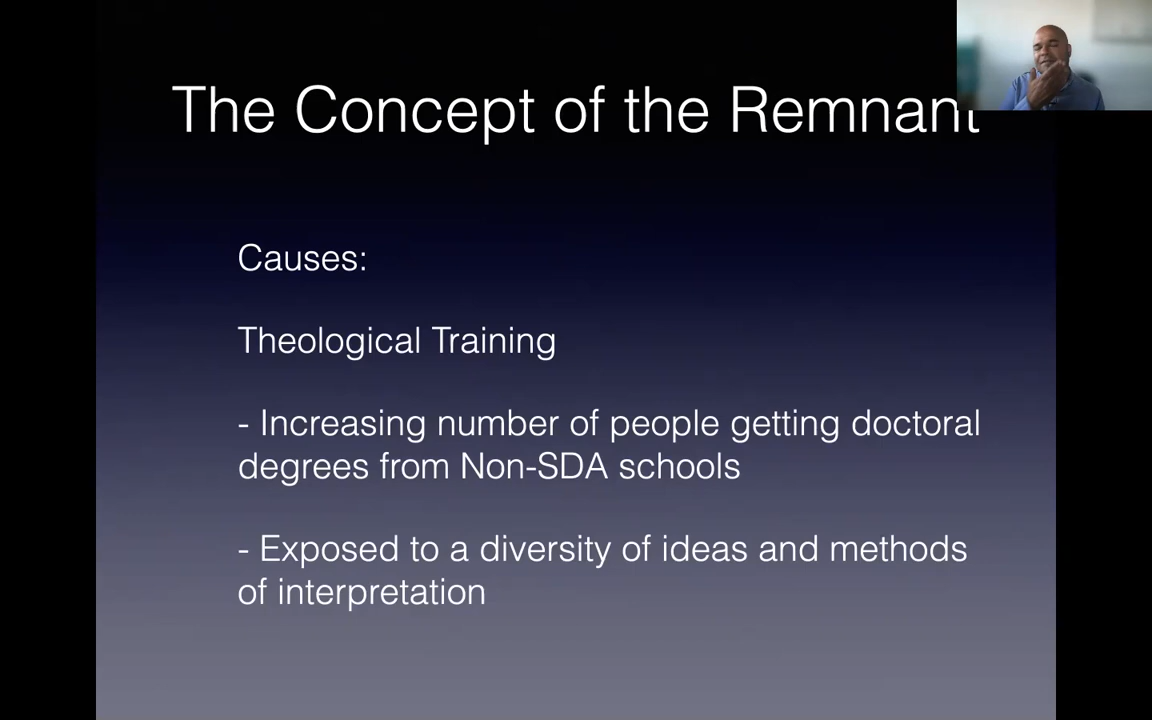 The Concept of the Remnant
Causes:
Theological Training
- Increasing number of people getting doctoral
degrees from Non-SDA schools
- Exposed to a diversity of ideas and methods
of interpretation